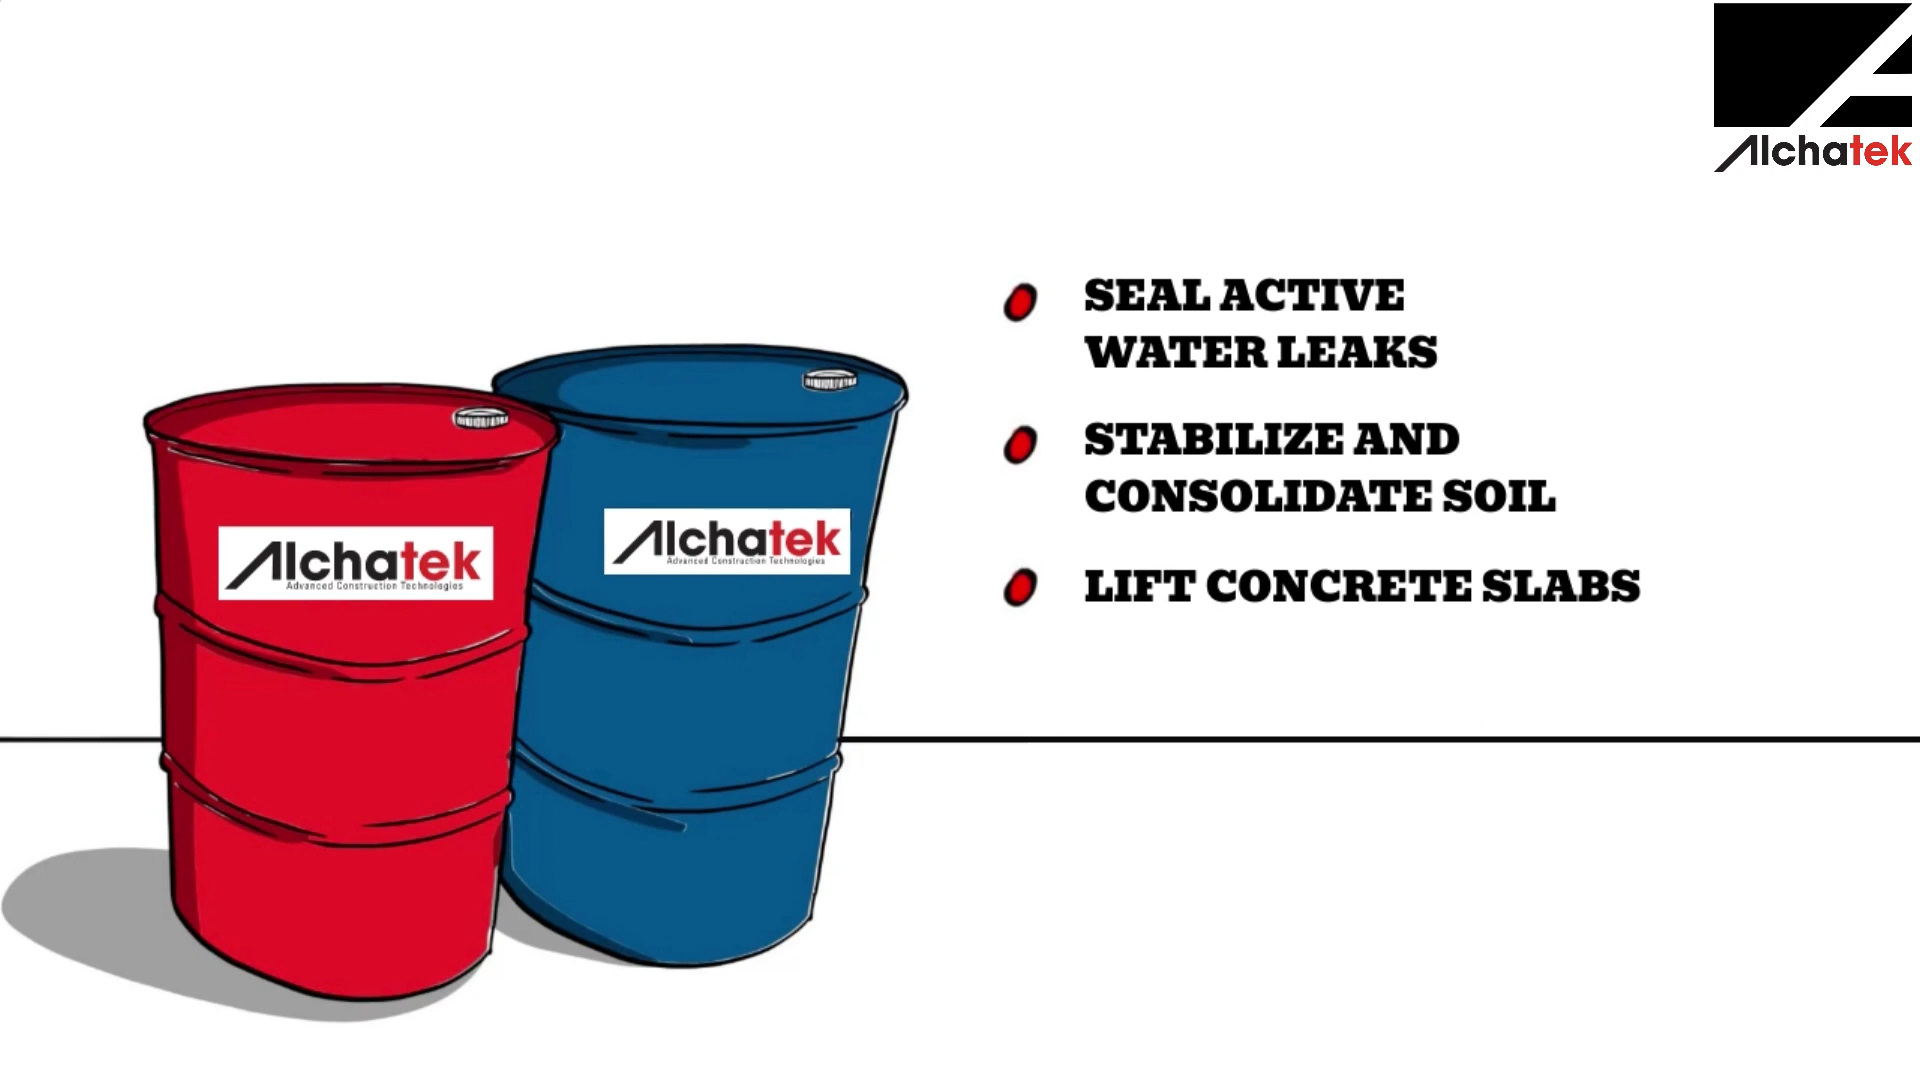 Alchatek
SEAL ACTIVE
WATER LEAKS
STABILIZE AND
CONSOLIDATE SOIL
LIFT CONCRETE SLABS
Alchatek
Advanced Construction Technologies
Alchatek
Advanced Construction Technologies